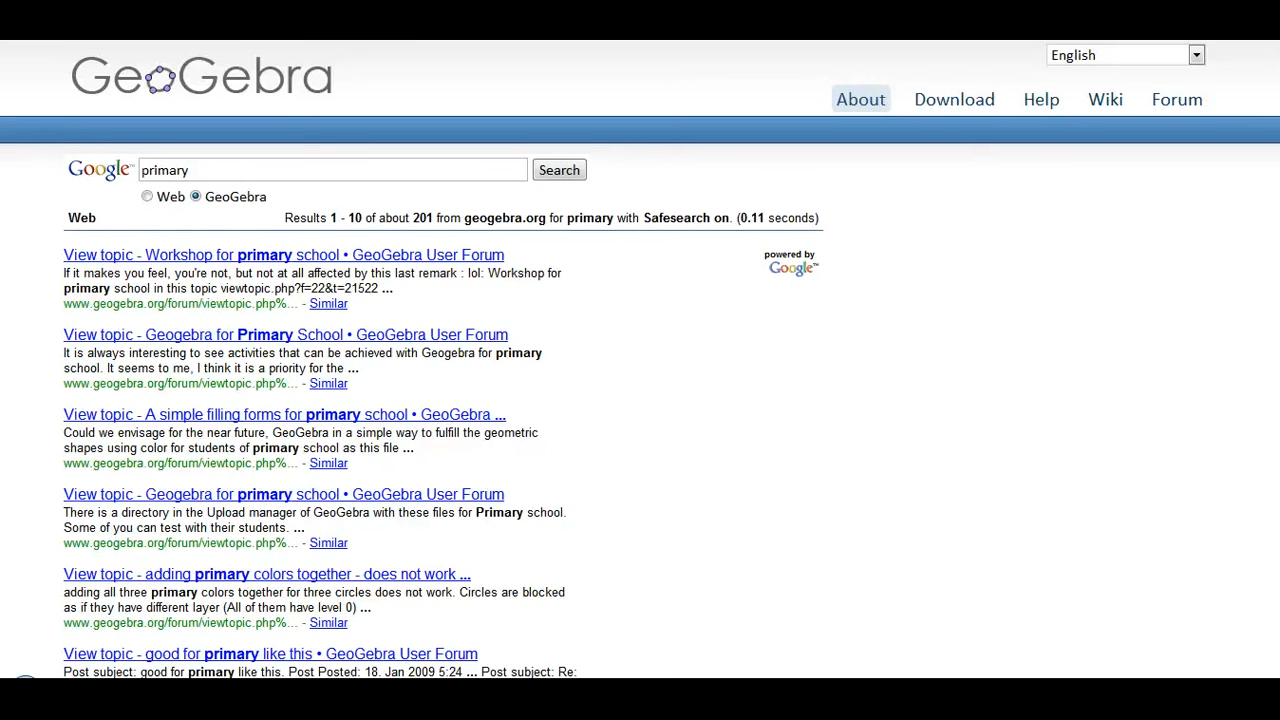 GeoGebra
English
About Download Help Wiki Forum
Google™ primary Search
Web GeoGebra
Web Results 1 - 10 of about 201 from geogebra.org for primary with Safesearch on. (0.11 seconds)
View topic - Workshop for primary school • GeoGebra User Forum
powered by
Google™
If it makes you feel, you're not, but not at all affected by this last remark : lol: Workshop for
primary school in this topic viewtopic.php?f=22&t=21522 ...
www.geogebra.org/forum/viewtopic.php%... - Similar
View topic - Geogebra for Primary School • GeoGebra User Forum
It is always interesting to see activities that can be achieved with Geogebra for primary
school. It seems to me, I think it is a priority for the ...
www.geogebra.org/forum/viewtopic.php%... - Similar
View topic - A simple filling forms for primary school • GeoGebra ...
Could we envisage for the near future, GeoGebra in a simple way to fulfill the geometric
shapes using color for students of primary school as this file ...
www.geogebra.org/forum/viewtopic.php%... - Similar
View topic - Geogebra for primary school • GeoGebra User Forum
There is a directory in the Upload manager of GeoGebra with these files for Primary school.
Some of you can test with their students. ...
www.geogebra.org/forum/viewtopic.php%... - Similar
View topic - adding primary colors together - does not work ...
adding all three primary colors together for three circles does not work. Circles are blocked
as if they have different layer (All of them have level 0) ...
www.geogebra.org/forum/viewtopic.php%... - Similar
View topic - good for primary like this • GeoGebra User Forum
Post subject: good for primary like this. Post Posted: 18. Jan 2009 5:24 ... Post subject: Re: